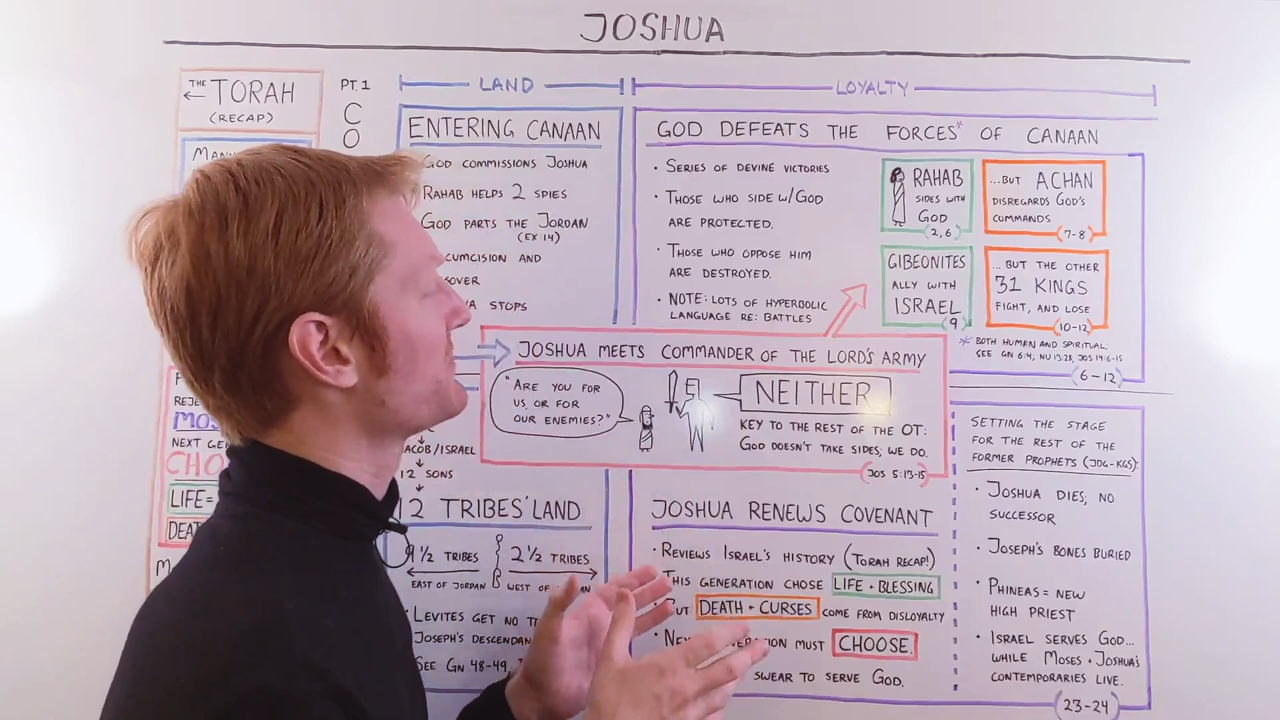 JOSHUA
THE
← TORAH
(RECAP)
PT. 1
C
O
LAND
ENTERING CANAAN
GOD COMMISSIONS JOSHUA
RAHAB HELPS 2 SPIES
GOD PARTS THE JORDAN
(EX 14)
AND
STOPS
LOYALTY
GOD DEFEATS THE FORCES* OF CANAAN
• SERIES OF DEVINE VICTORIES
• THOSE WHO SIDE W/GOD
ARE PROTECTED.
• THOSE WHO OPPOSE HIM
ARE DESTROYED.
• NOTE: LOTS OF HYPERBOLIC
LANGUAGE RE: BATTLES
RAHAB
SIDES WITH
GOD
(2,6)
...BUT ACHAN
DISREGARDS GOD'S
COMMANDS
(7-8)
GIBEONITES
ALLY WITH
ISRAEL
(9)
... BUT THE OTHER
31 KINGS
FIGHT, AND LOSE
(10-12)
* BOTH HUMAN AND SPIRITUAL;
SEE GN 6:4; NU 13:28, JOS 14:6-15
(6-12)
JOSHUA MEETS COMMANDER OF THE LORD'S ARMY
"ARE YOU FOR
US, OR FOR
OUR ENEMIES?"
NEITHER
KEY TO THE REST OF THE OT:
GOD DOESN'T TAKE SIDES; WE DO.
(JOS 5:13-15)
NEXT
LIFE=
JACOB/ISRAEL
12 SONS
12 TRIBES' LAND
9 1/2 TRIBES
2 1/2 TRIBES
EAST OF JORDAN
WEST OF
• LEVITES GET NO
JOSEPH'S
SEE GN 48-49,
JOSHUA RENEWS COVENANT
• REVIEWS ISRAEL'S HISTORY (TORAH RECAP!)
THIS GENERATION CHOSE LIFE + BLESSING
DEATH + CURSES COME FROM DISLOYALTY
• MUST CHOOSE.
SWEAR TO SERVE GOD.
SETTING THE STAGE
FOR THE REST OF THE
FORMER PROPHETS (JDG-KGS):
• JOSHUA DIES; NO
SUCCESSOR
• JOSEPH'S BONES BURIED
• PHINEAS = NEW
HIGH PRIEST
• ISRAEL SERVES GOD...
WHILE MOSES + JOSHUA'S
CONTEMPORARIES LIVE.
(23-24)